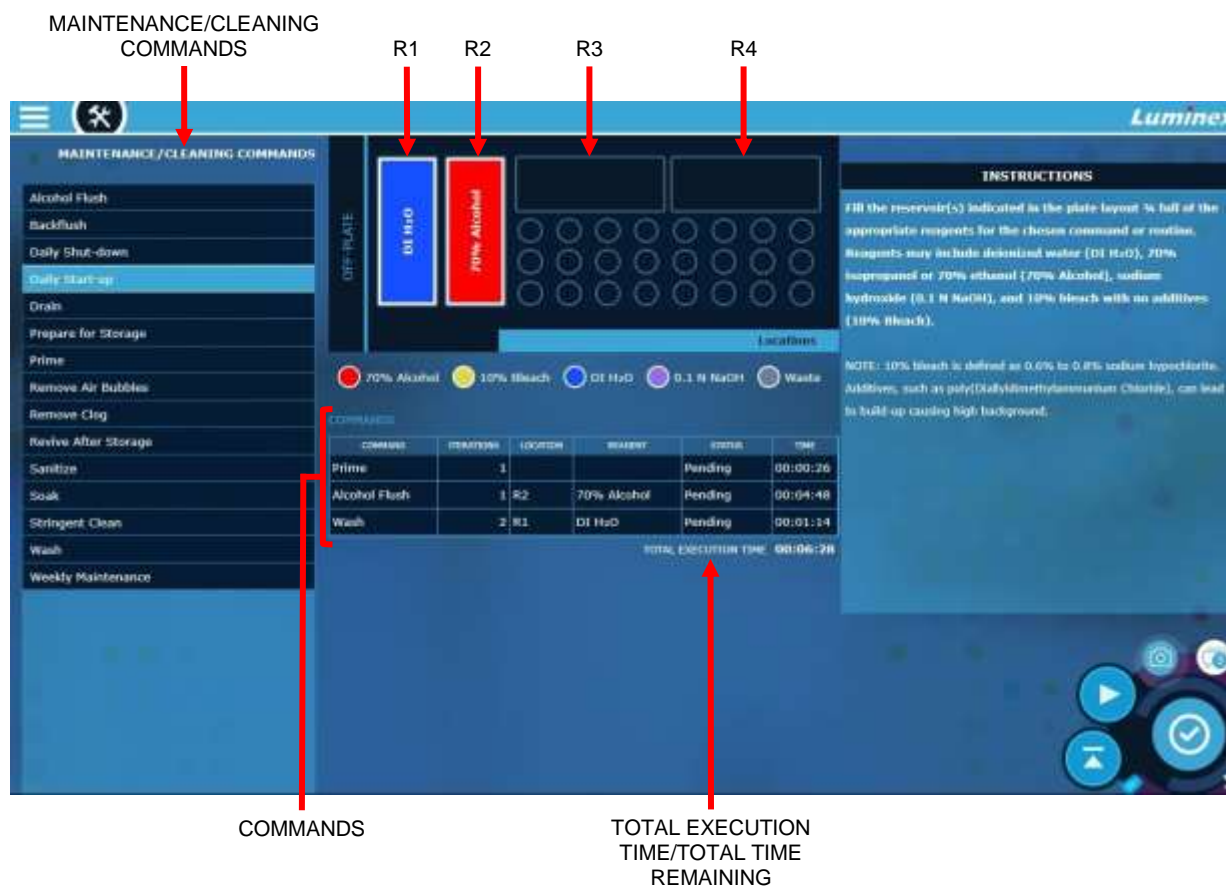 MAINTENANCE/CLEANING
COMMANDS
R1
R2
R3
R4
Luminex
MAINTENANCE/CLEANING COMMANDS
Alcohol Flush
Backflush
Daily Shut-down
Daily Start-up
Drain
Prepare for Storage
Prime
Remove Air Bubbles
Remove Clog
Revive After Storage
Sanitize
Soak
Stringent Clean
Wash
Weekly Maintenance
OFF PLATE
DI H₂O
70% Alcohol
Locations
70% Alcohol
10% Bleach
DI H₂O
0.1 N NaOH
Waste
COMMANDS
COMMAND ITERATIONS LOCATION REAGENT STATUS TIME
Prime 1 Pending 00:00:26
Alcohol Flush 1 R2 70% Alcohol Pending 00:04:48
Wash 2 R1 DI H₂O Pending 00:01:14
TOTAL EXECUTION TIME 00:06:28
INSTRUCTIONS
Fill the reservoir(s) indicated in the plate layout ¾ full of the
appropriate reagents for the chosen command or routine.
Reagents may include deionized water (DI H₂O), 70%
isopropanol or 70% ethanol (70% Alcohol), sodium
hydroxide (0.1 N NaOH), and 10% bleach with no additives
(10% Bleach).
NOTE: 10% bleach is defined as 0.6% to 0.8% sodium hypochlorite.
Additives, such as poly(Diallyldimethylammonium Chloride), can lead
to build-up causing high background.
COMMANDS
TOTAL EXECUTION
TIME/TOTAL TIME
REMAINING